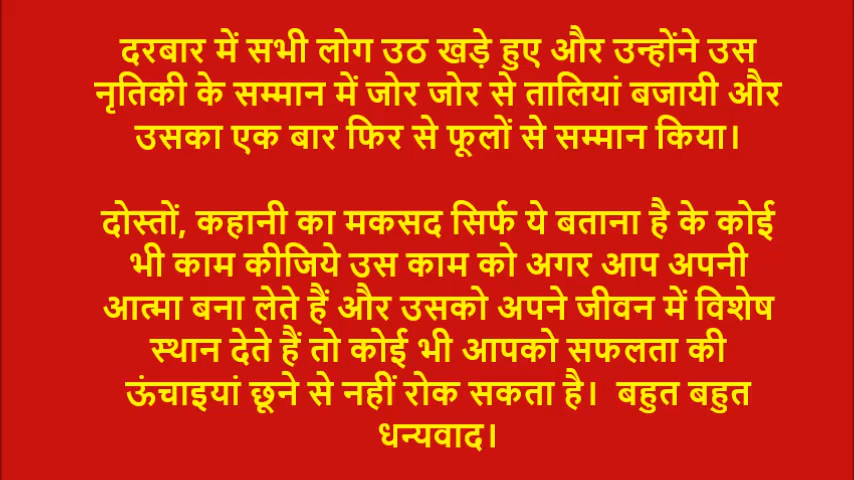 दरबार में सभी लोग उठ खड़े हुए और उन्होंने उस
नृतिकी के सम्मान में जोर जोर से तालियां बजायी और
उसका एक बार फिर से फूलों से सम्मान किया।
दोस्तों, कहानी का मकसद सिर्फ ये बताना है के कोई
भी काम कीजिये उस काम को अगर आप अपनी
आत्मा बना लेते हैं और उसको अपने जीवन में विशेष
स्थान देते हैं तो कोई भी आपको सफलता की
ऊंचाइयां छूने से नहीं रोक सकता है। बहुत बहुत
धन्यवाद।